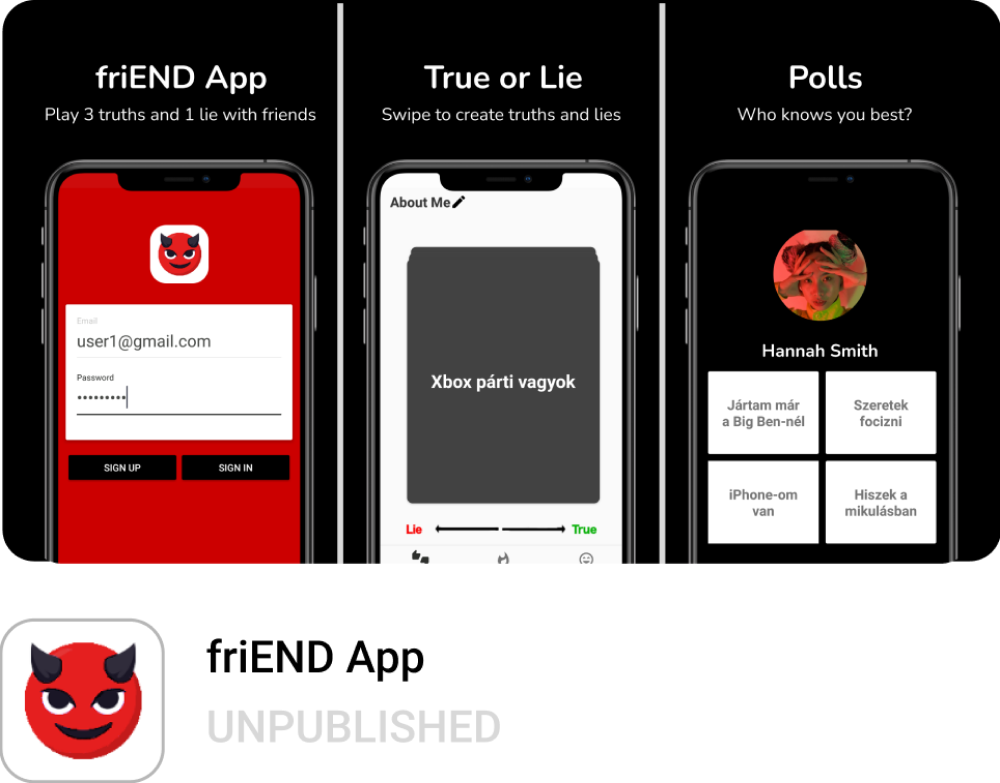 friEND App
Play 3 truths and 1 lie with friends
Email
user1@gmail.com
Password
•••••••••
SIGN UP
SIGN IN
True or Lie
Swipe to create truths and lies
About Me
Xbox párti vagyok
Lie
True
Polls
Who knows you best?
Hannah Smith
Jártam már
a Big Ben-nél
Szeretek
focizni
iPhone-om
van
Hiszek a
mikulásban
friEND App
UNPUBLISHED